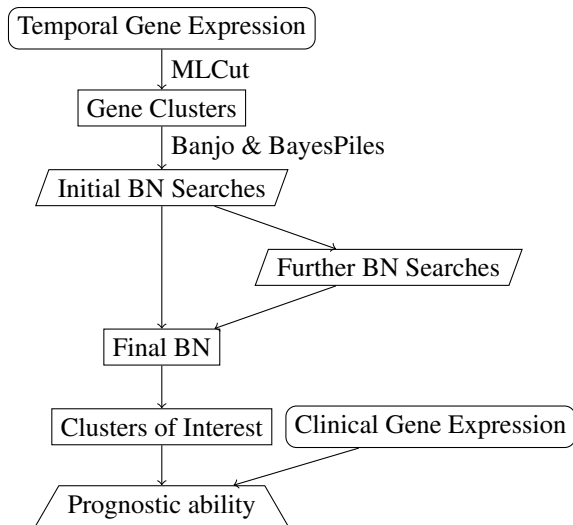 Temporal Gene Expression
MLCut
Gene Clusters
Banjo & BayesPiles
Initial BN Searches
Further BN Searches
Final BN
Clusters of Interest
Clinical Gene Expression
Prognostic ability